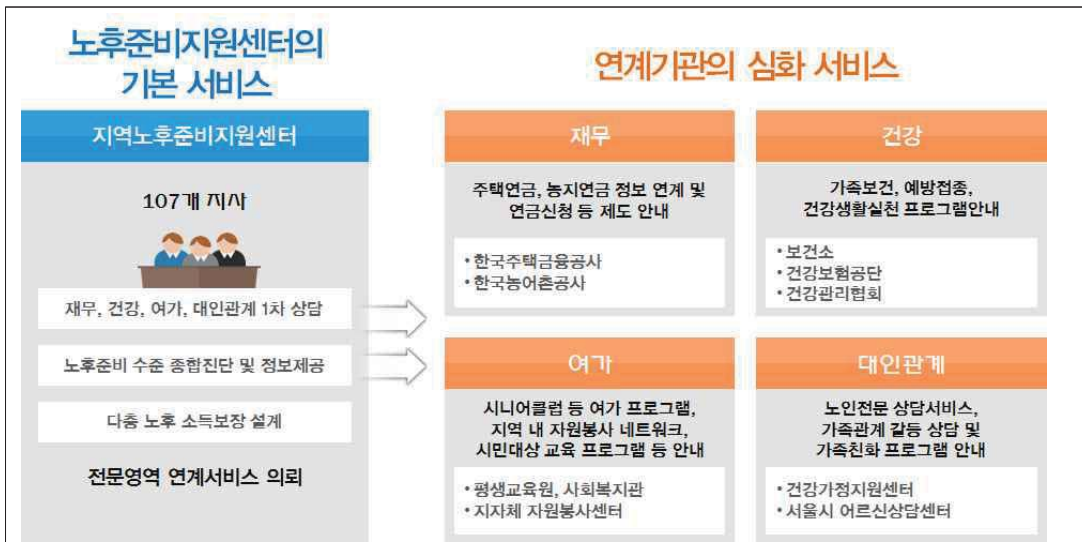 노후준비지원센터의
기본 서비스
지역노후준비지원센터
107개 지사
재무, 건강, 여가, 대인관계 1차 상담
노후준비 수준 종합진단 및 정보제공
다층 노후 소득보장 설계
전문영역 연계서비스 의뢰
연계기관의 심화 서비스
재무
주택연금, 농지연금 정보 연계 및
연금신청 등 제도 안내
• 한국주택금융공사
• 한국농어촌공사
건강
가족보건, 예방접종,
건강생활실천 프로그램안내
• 보건소
• 건강보험공단
• 건강관리협회
여가
시니어클럽 등 여가 프로그램,
지역 내 자원봉사 네트워크,
시민대상 교육 프로그램 등 안내
• 평생교육원, 사회복지관
• 지자체 자원봉사센터
대인관계
노인전문 상담서비스,
가족관계 갈등 상담 및
가족친화 프로그램 안내
• 건강가정지원센터
• 서울시 어르신상담센터